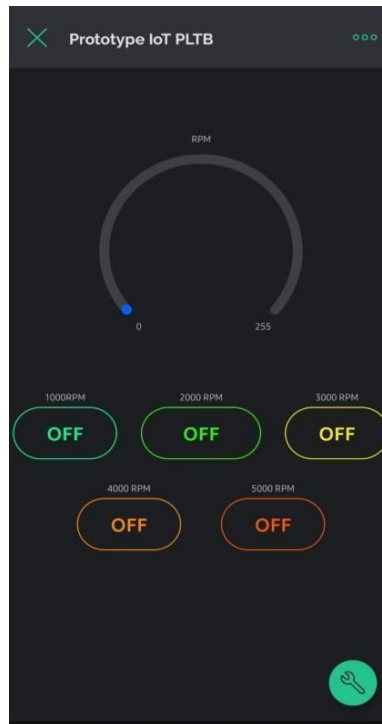 Prototype IoT PLTB
RPM
0 255
1000RPM 2000 RPM 3000 RPM
OFF OFF OFF
4000 RPM 5000 RPM
OFF OFF